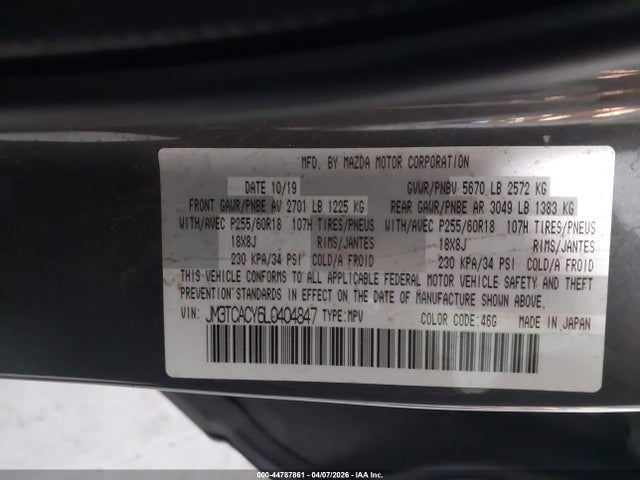 MFD. BY MAZDA MOTOR CORPORATION
DATE 10/19 GVWR/PNBV 5670 LB 2572 KG
FRONT GAWR/PNBE AV 2701 LB 1225 KG REAR GAWR/PNBE AR 3049 LB 1383 KG
WITH/AVEC P255/60R18 107H TIRES/PNEUS WITH/AVEC P255/60R18 107H TIRES/PNEUS
18X8J RIMS/JANTES 18X8J RIMS/JANTES
230 KPA/34 PSI COLD/A FROID 230 KPA/34 PSI COLD/A FROID
THIS VEHICLE CONFORMS TO ALL APPLICABLE FEDERAL MOTOR VEHICLE SAFETY AND THEFT
PREVENTION STANDARDS IN EFFECT ON THE DATE OF MANUFACTURE SHOWN ABOVE.
VIN: JM3TCACY6L0404847 TYPE:MPV COLOR CODE:46G MADE IN JAPAN
000-44787861 - 04/07/2026 - IAA Inc.